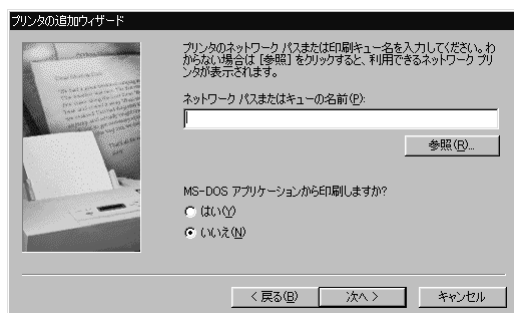 プリンタの追加ウィザード
プリンタのネットワーク パスまたは印刷キュー名を入力してください。わ
からない場合は [参照] をクリックすると、利用できるネットワーク プリ
ンタが表示されます。
ネットワーク パスまたはキューの名前(P):
参照(R)...
MS-DOS アプリケーションから印刷しますか?
はい(Y)
いいえ(N)
< 戻る(B)
次へ >
キャンセル